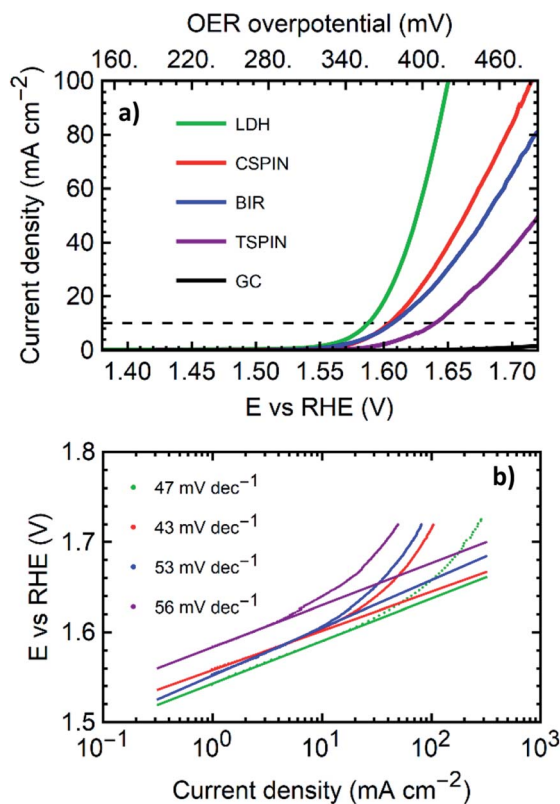 OER overpotential (mV)
160. 220. 280. 340. 400. 460.
100
80
60
40
20
0
Current density (mA cm⁻²)
a)
LDH
CSPIN
BIR
TSPIN
GC
1.40 1.45 1.50 1.55 1.60 1.65 1.70
E vs RHE (V)
b)
1.8
1.7
1.6
1.5
E vs RHE (V)
47 mV dec⁻¹
43 mV dec⁻¹
53 mV dec⁻¹
56 mV dec⁻¹
10⁻¹ 10⁰ 10¹ 10² 10³
Current density (mA cm⁻²)